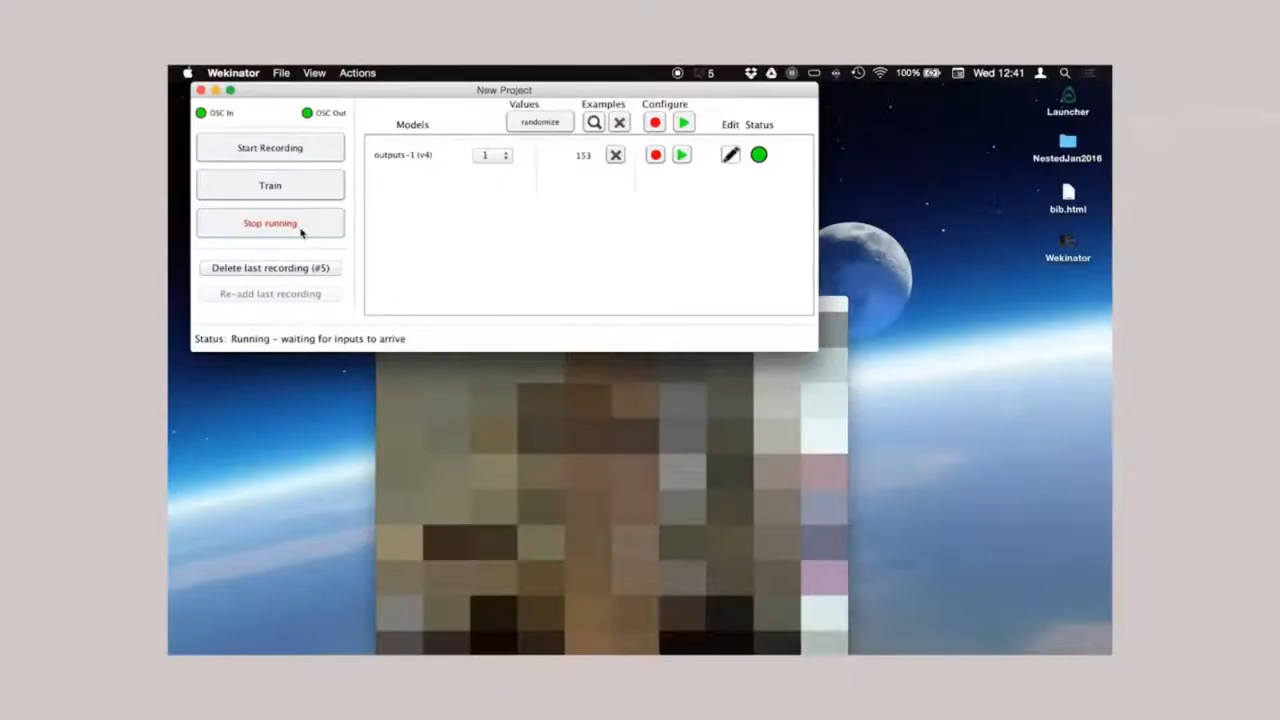 Wekinator File View Actions 5 100% Wed 12:41
New Project
OSC In OSC Out
Values Examples Configure
Models randomize Edit Status
Start Recording
outputs-1 (v4) 1 153
Train
Stop running
Delete last recording (#5)
Re-add last recording
Status: Running - waiting for inputs to arrive
Launcher
NestedJan2016
bib.html
Wekinator